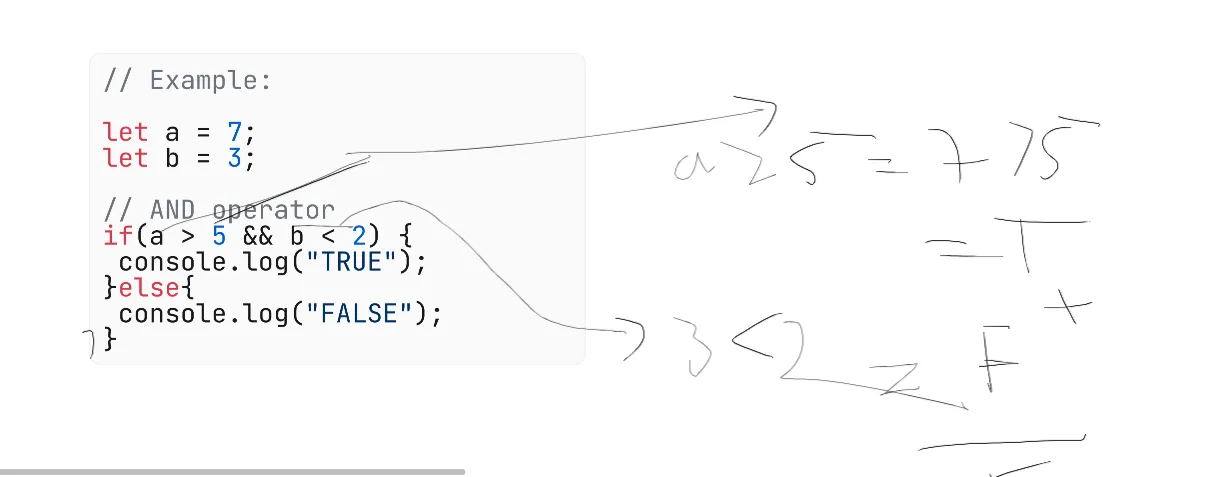 // Example:
let a = 7;
let b = 3;
// AND operator
if(a > 5 && b < 2) {
console.log("TRUE");
}else{
console.log("FALSE");
}
a > 5 = 7 > 5
= T
+
3 < 2 = F